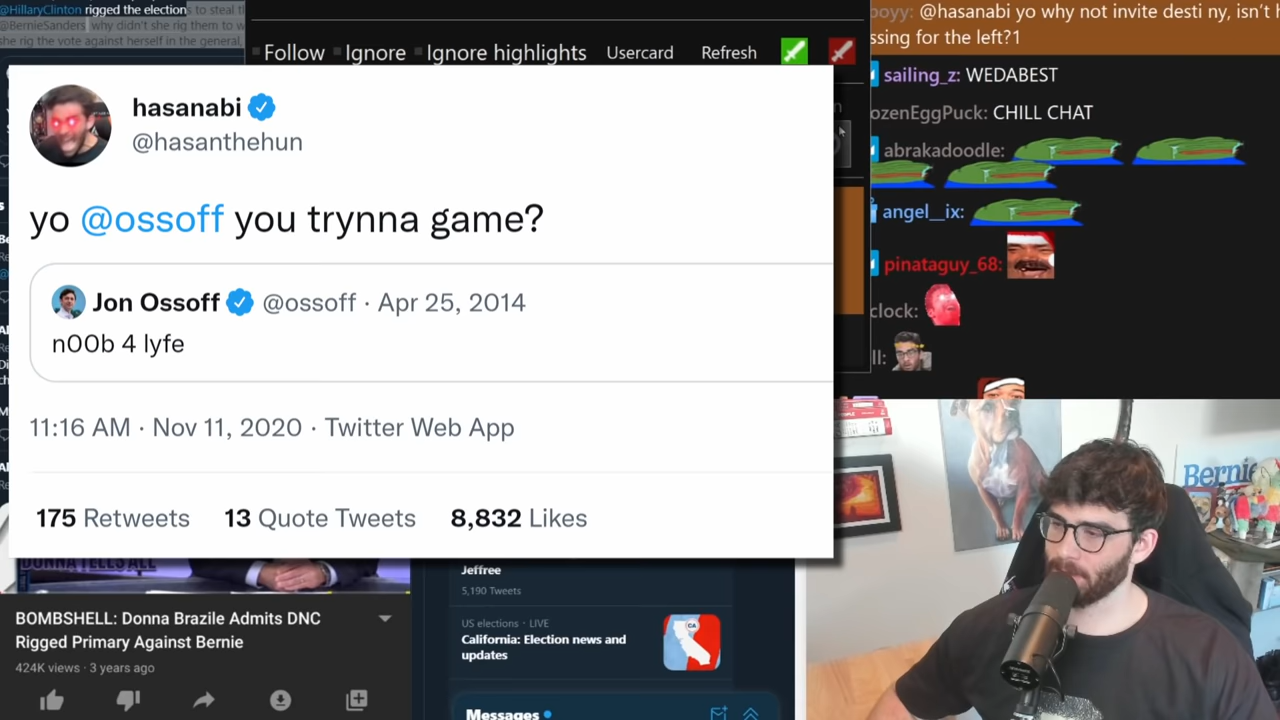 @HillaryClinton rigged the election to steal
@BernieSanders why didn't she rig them to w
she rig the vote against herself in the general,
Follow Ignore Ignore highlights Usercard Refresh
hasanabi
@hasanthehun
yo @ossoff you trynna game?
Jon Ossoff @ossoff · Apr 25, 2014
n00b 4 lyfe
11:16 AM · Nov 11, 2020 · Twitter Web App
175 Retweets 13 Quote Tweets 8,832 Likes
DONNA TELLS ALL
BOMBSHELL: Donna Brazile Admits DNC
Rigged Primary Against Bernie
424K views · 3 years ago
Jeffree
5,190 Tweets
US elections · LIVE
California: Election news and
updates
CA
Messages
boyy: @hasanabi yo why not invite desti ny, isn't h
ssing for the left?1
sailing_z: WEDABEST
ozenEggPuck: CHILL CHAT
abrakadoodle:
angel__ix:
pinataguy_68:
clock:
ll:
Bernie